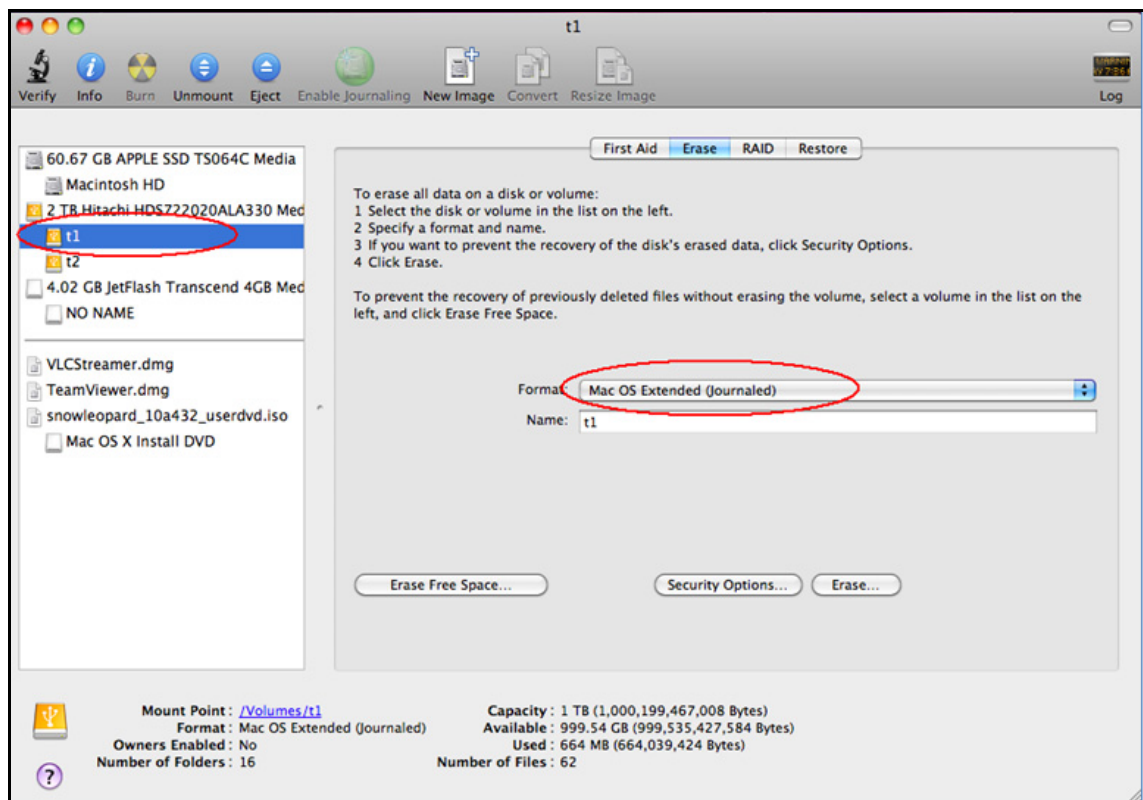 t1
Verify Info Burn Unmount Eject Enable Journaling New Image Convert Resize Image Log
60.67 GB APPLE SSD TS064C Media
Macintosh HD
2 TB Hitachi HDS722020ALA330 Med
t1
t2
4.02 GB JetFlash Transcend 4GB Med
NO NAME
VLCStreamer.dmg
TeamViewer.dmg
snowleopard_10a432_userdvd.iso
Mac OS X Install DVD
First Aid Erase RAID Restore
To erase all data on a disk or volume:
1 Select the disk or volume in the list on the left.
2 Specify a format and name.
3 If you want to prevent the recovery of the disk's erased data, click Security Options.
4 Click Erase.
To prevent the recovery of previously deleted files without erasing the volume, select a volume in the list on the
left, and click Erase Free Space.
Format: Mac OS Extended (Journaled)
Name: t1
Erase Free Space... Security Options... Erase...
Mount Point : /Volumes/t1
Format : Mac OS Extended (Journaled)
Owners Enabled : No
Number of Folders : 16
Capacity : 1 TB (1,000,199,467,008 Bytes)
Available : 999.54 GB (999,535,427,584 Bytes)
Used : 664 MB (664,039,424 Bytes)
Number of Files : 62